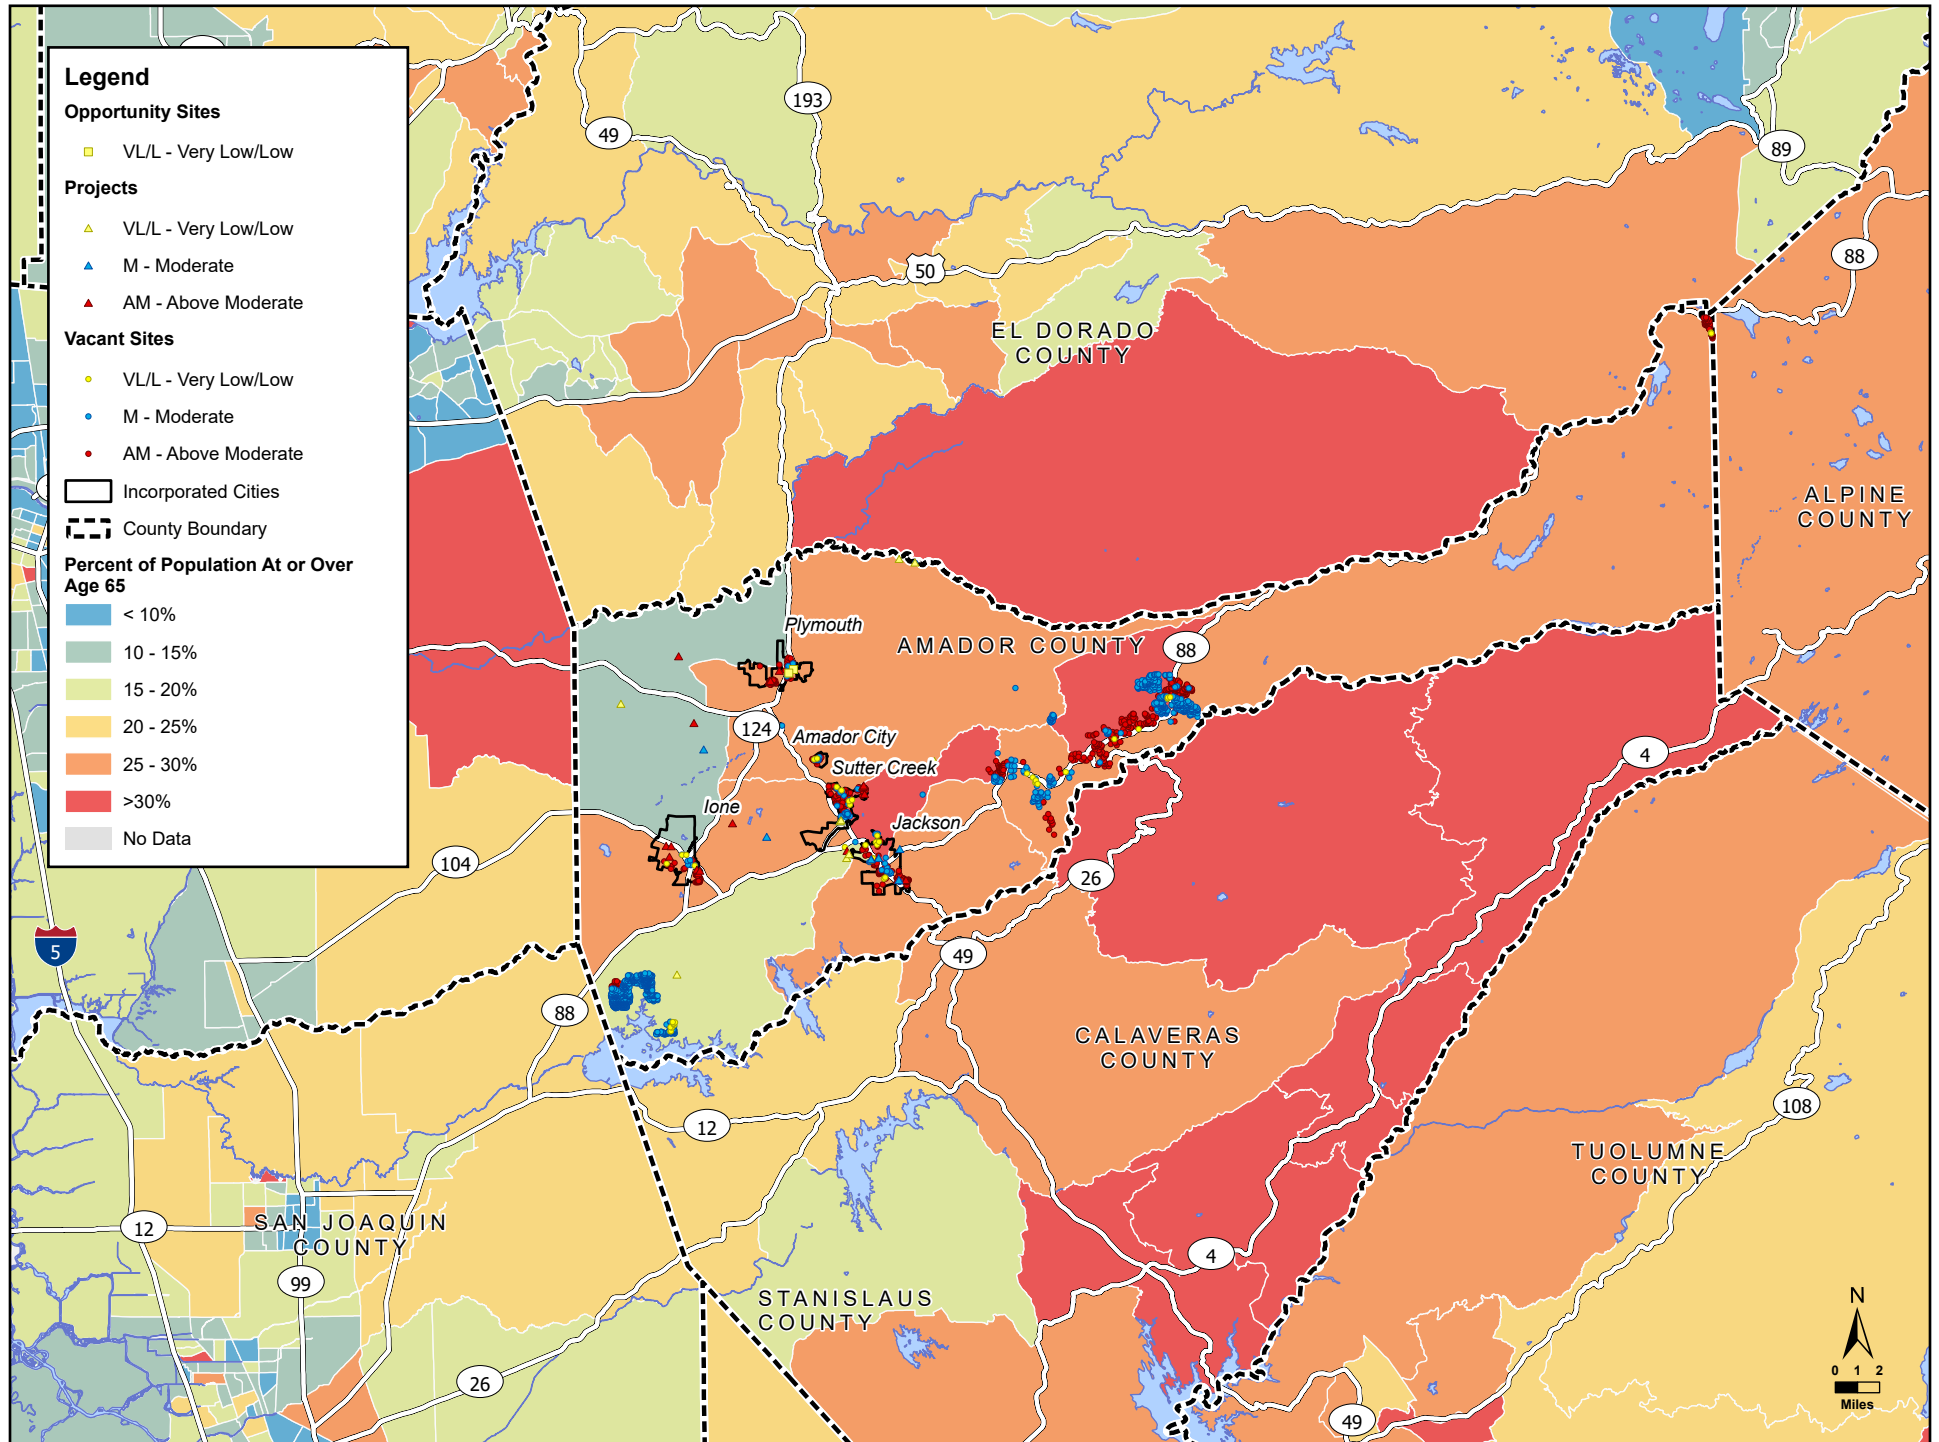 Legend
Opportunity Sites
VL/L - Very Low/Low
Projects
VL/L - Very Low/Low
M - Moderate
AM - Above Moderate
Vacant Sites
VL/L - Very Low/Low
M - Moderate
AM - Above Moderate
Incorporated Cities
County Boundary
Percent of Population At or Over
Age 65
< 10%
10 - 15%
15 - 20%
20 - 25%
25 - 30%
>30%
No Data
193
49
89
88
50
EL DORADO
COUNTY
ALPINE
COUNTY
Plymouth
AMADOR COUNTY
88
124
Amador City
Sutter Creek
4
Ione
Jackson
104
26
5
49
88
CALAVERAS
COUNTY
108
12
TUOLUMNE
COUNTY
12
SAN JOAQUIN
COUNTY
4
99
STANISLAUS
COUNTY
26
49
N
0 1 2
Miles